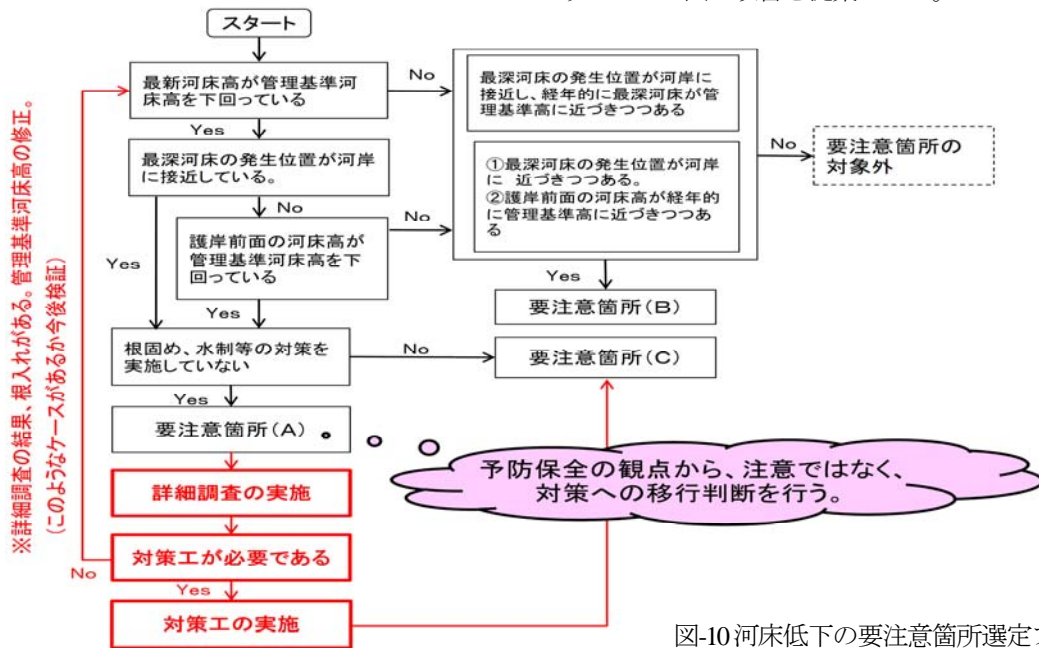 スタート
最新河床高が管理基準河
床高を下回っている
No
最深河床の発生位置が河岸に
接近し、経年的に最深河床が管
理基準高に近づきつつある
No
要注意箇所の
対象外
Yes
最深河床の発生位置が河岸
に接近している。
①最深河床の発生位置が河岸
に 近づきつつある。
②護岸前面の河床高が経年的
に管理基準高に近づきつつあ
る
No
Yes
護岸前面の河床高が
管理基準河床高を下
回っている
No
Yes
要注意箇所(B)
Yes
根固め、水制等の対策を
実施していない
No
要注意箇所(C)
Yes
要注意箇所(A)
予防保全の観点から、注意ではなく、
対策への移行判断を行う。
詳細調査の実施
対策工が必要である
No
Yes
対策工の実施
※詳細調査の結果、根入れがある。管理基準河床高の修正。
(このようなケースがあるか今後検証)
図-10 河床低下の要注意箇所選定